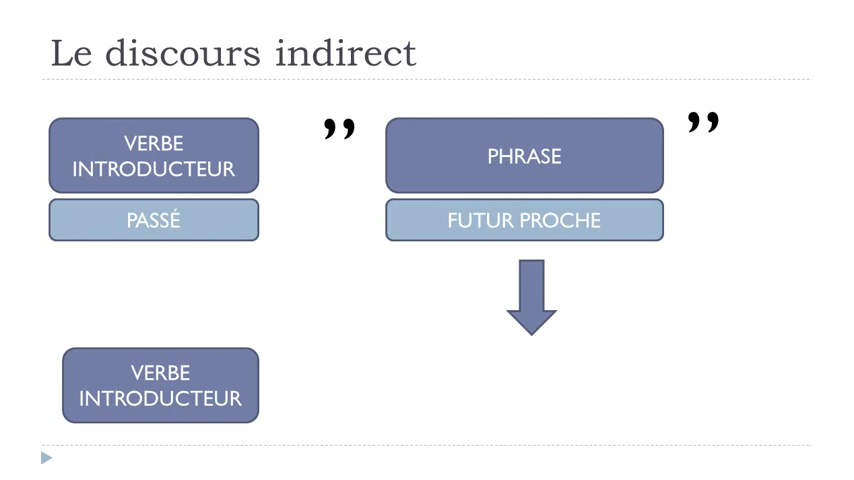 Le discours indirect
VERBE
INTRODUCTEUR
” PHRASE ”
PASSÉ
FUTUR PROCHE
VERBE
INTRODUCTEUR